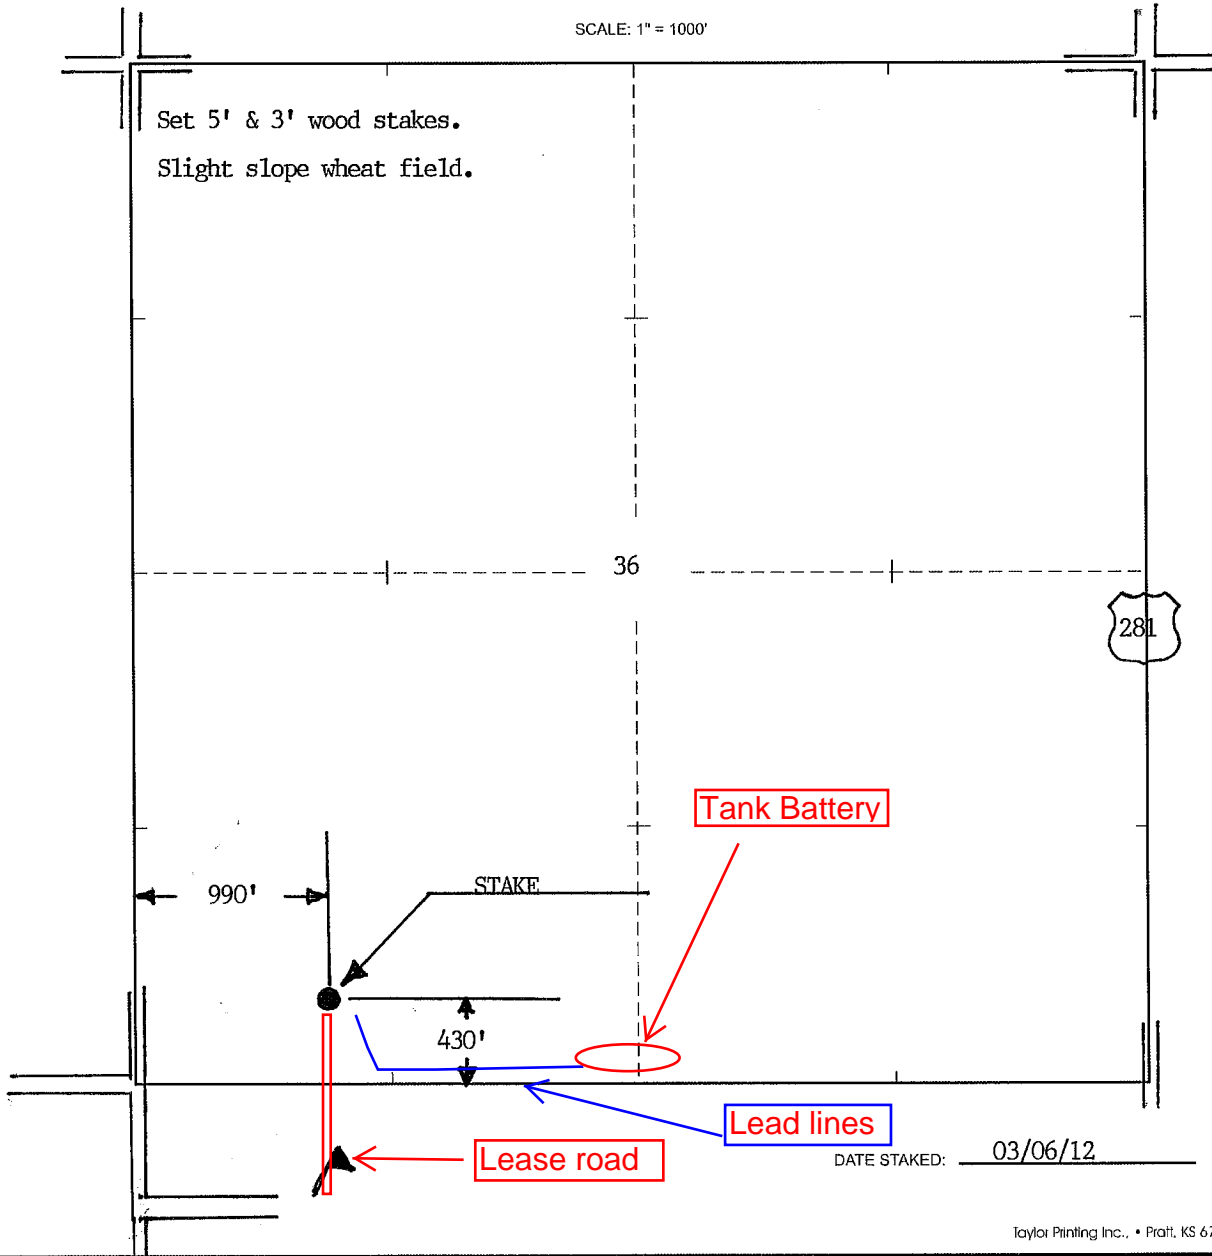 SCALE: 1" = 1000'
Set 5' & 3' wood stakes.
Slight slope wheat field.
36
281
Tank Battery
STAKE
990'
430'
Lead lines
Lease road
DATE STAKED: 03/06/12
Taylor Printing Inc., • Pratt, KS 67